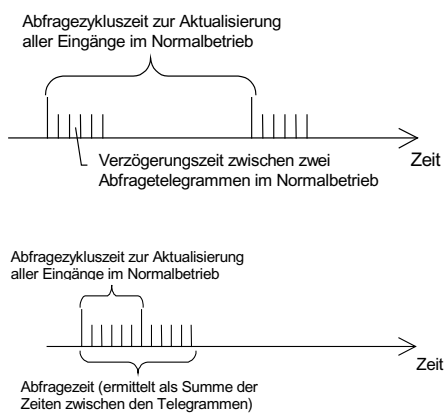 Abfragezykluszeit zur Aktualisierung
aller Eingänge im Normalbetrieb
Verzögerungszeit zwischen zwei
Abfragetelegrammen im Normalbetrieb
Zeit
Abfragezykluszeit zur Aktualisierung
aller Eingänge im Normalbetrieb
Zeit
Abfragezeit (ermittelt als Summe der
Zeiten zwischen den Telegrammen)